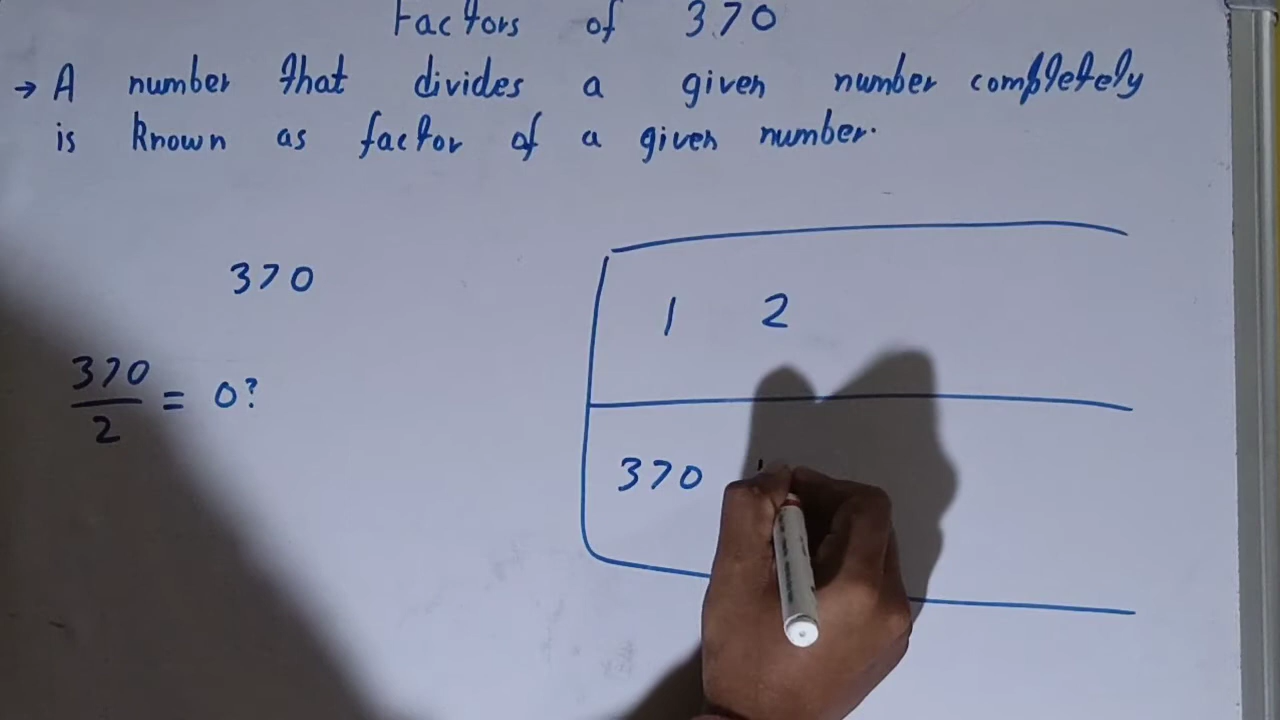 Factors of 370
→ A number that divides a given number completely
is known as factor of a given number.
370
370
2
= 0?
1 2
370